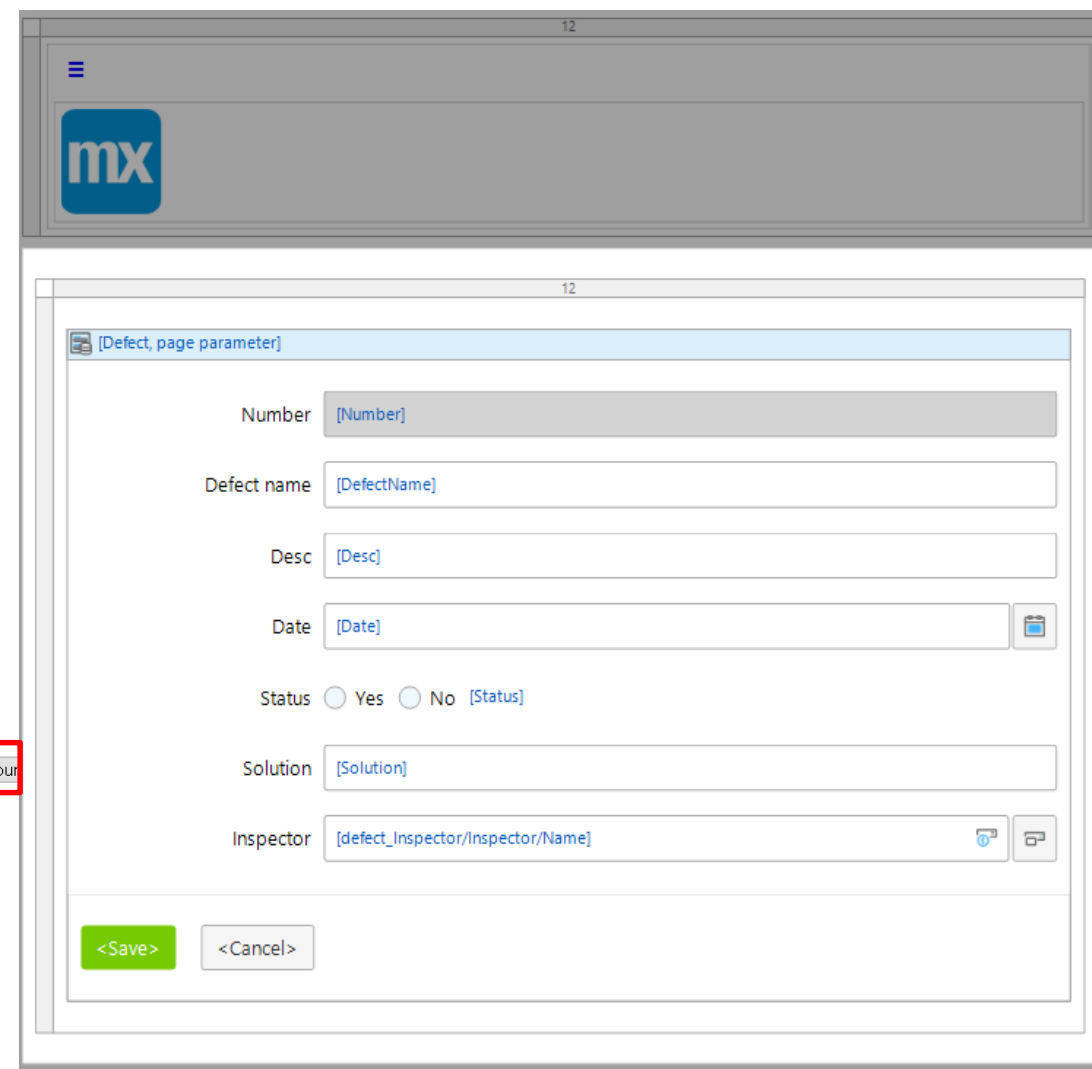 12
mx
12
[Defect, page parameter]
Number [Number]
Defect name [DefectName]
Desc [Desc]
Date [Date]
Status Yes No [Status]
Solution [Solution]
Inspector [defect_Inspector/Inspector/Name]
<Save> <Cancel>